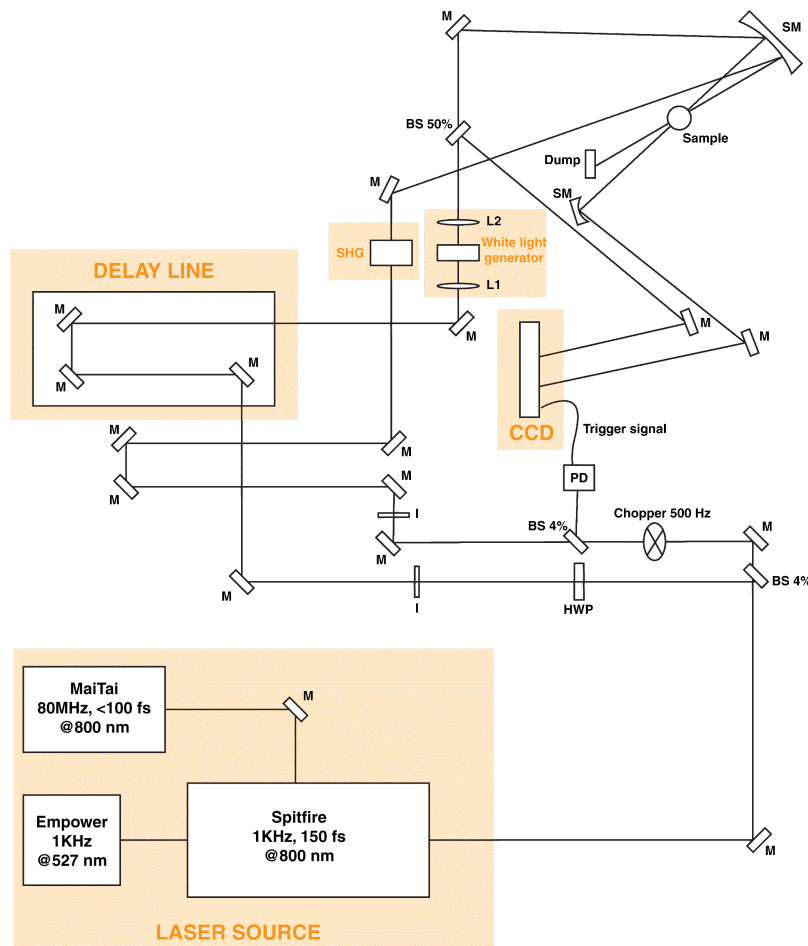 M
SM
BS 50%
Sample
Dump
M
SM
L2
SHG
White light
generator
DELAY LINE
L1
M
M
M
M
M
M
CCD
Trigger signal
M
M
M
M
PD
I
BS 4%
Chopper 500 Hz
M
M
BS 4%
M
I
HWP
MaiTai
80MHz, <100 fs
@800 nm
M
Empower
1KHz
@527 nm
Spitfire
1KHz, 150 fs
@800 nm
M
LASER SOURCE